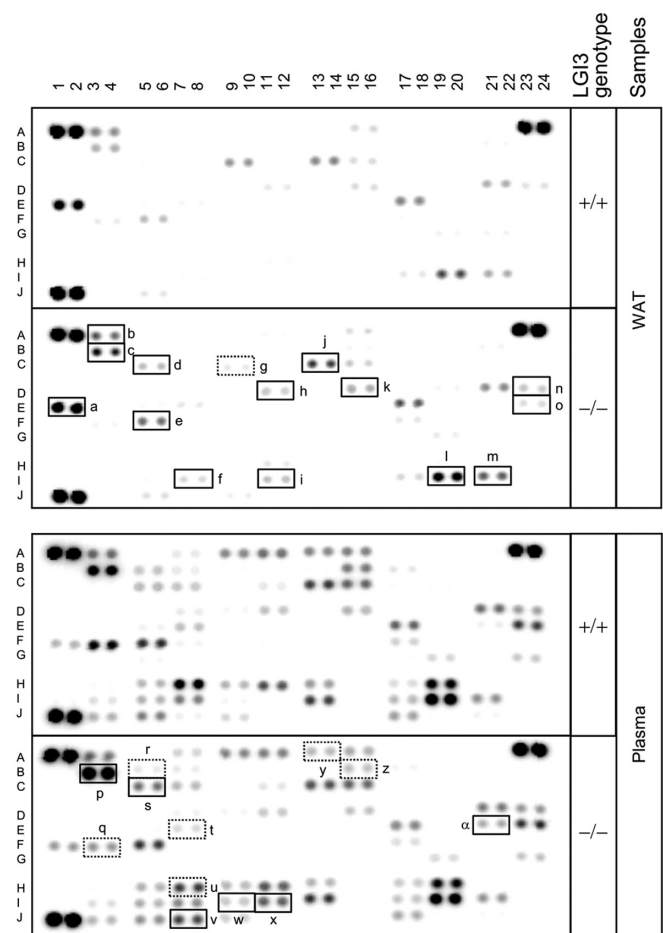 1 2 3 4 5 6 7 8 9 10 11 12 13 14 15 16 17 18 19 20 21 22 23 24 LGI3 genotype Samples
A
B
C
D
E
F
G
H
I
J
+/+
WAT
A
b
B
c
j
C
d
g
D
h
k
n
E
a
o
F
e
G
−/−
H
l
m
I
f
i
J
A
B
C
D
E
F
G
H
I
J
+/+
Plasma
A
r
B
y
z
C
p
s
D
E
q
t
α
F
G
−/−
H
u
I
J
v
w
x